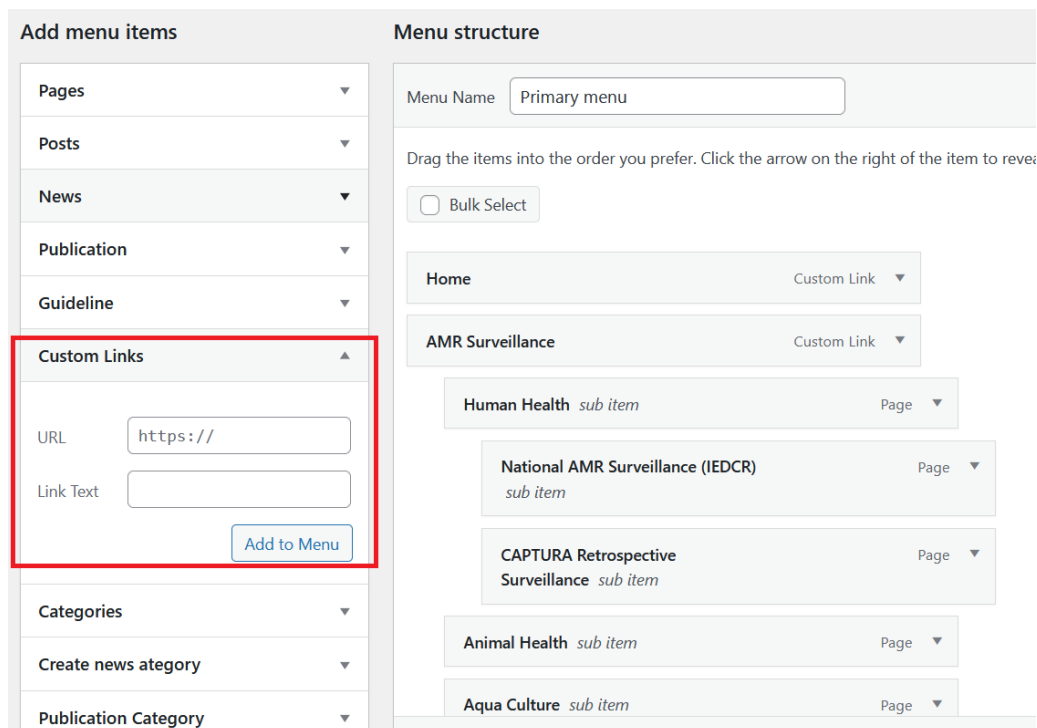 Add menu items
Pages
Posts
News
Publication
Guideline
Custom Links
URL
https://
Link Text
Add to Menu
Categories
Create news ategory
Publication Category
Menu structure
Menu Name
Primary menu
Drag the items into the order you prefer. Click the arrow on the right of the item to revea
Bulk Select
Home Custom Link
AMR Surveillance Custom Link
Human Health sub item Page
National AMR Surveillance (IEDCR) Page
sub item
CAPTURA Retrospective Page
Surveillance sub item
Animal Health sub item Page
Aqua Culture sub item Page